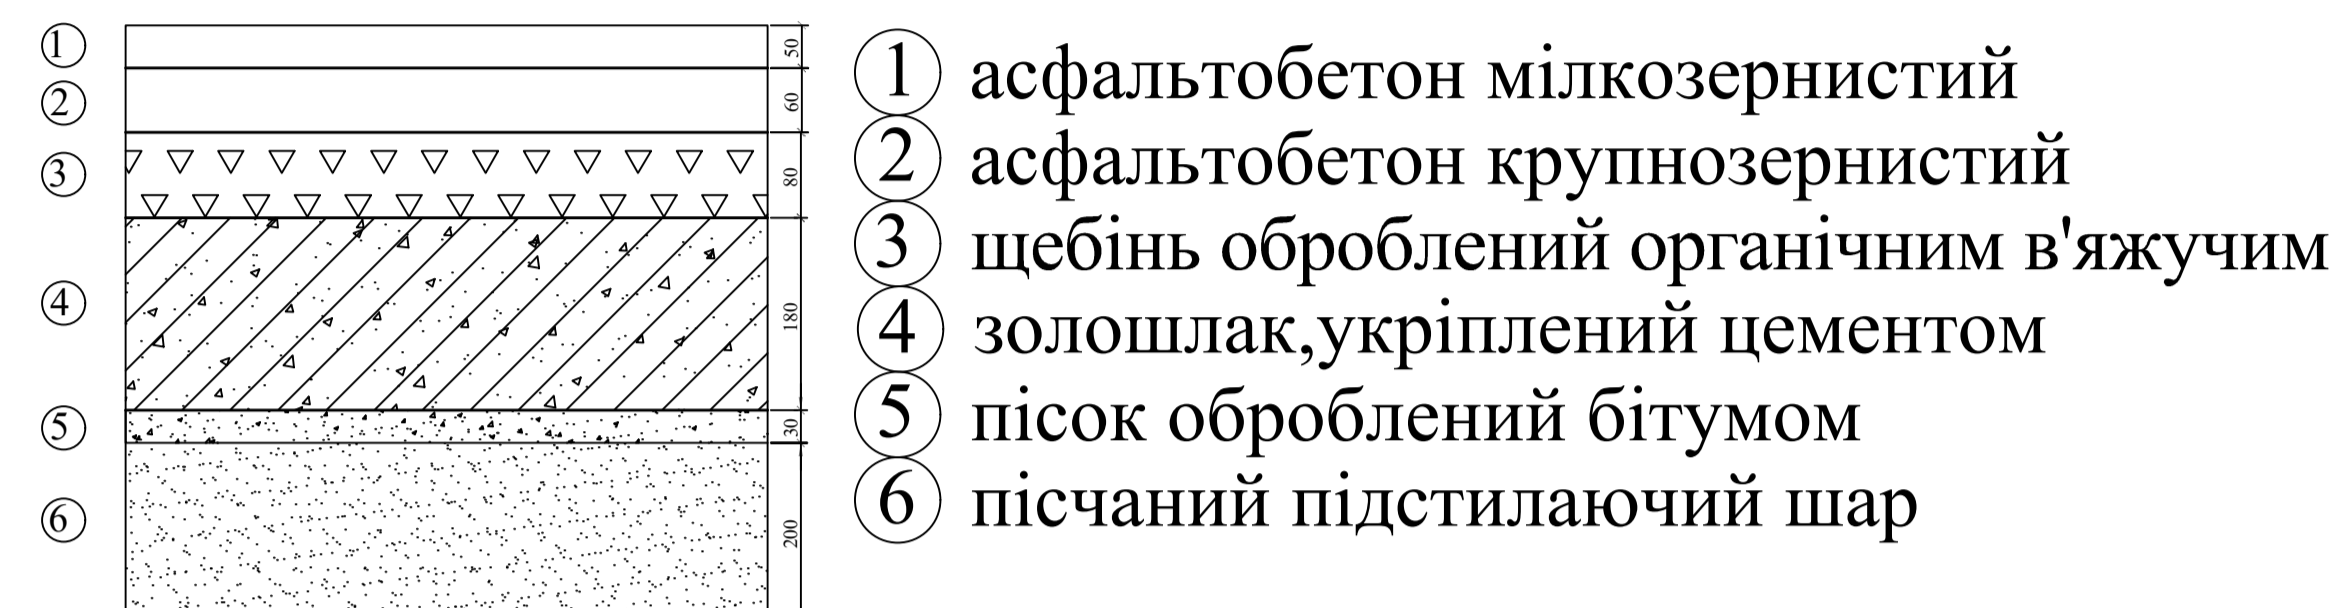 1 50
2 60
3 80
4 180
5 30
6 200
1 асфальтобетон мілкозернистий
2 асфальтобетон крупнозернистий
3 щебінь оброблений органічним в'яжучим
4 золошлак,укріплений цементом
5 пісок оброблений бітумом
6 пісчаний підстилаючий шар